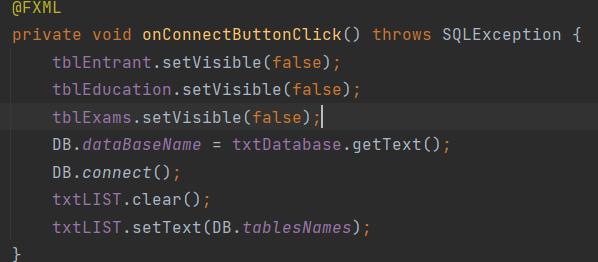 @FXML
private void onConnectButtonClick() throws SQLException {
tblEntrant.setVisible(false);
tblEducation.setVisible(false);
tblExams.setVisible(false);
DB.dataBaseName = txtDatabase.getText();
DB.connect();
txtLIST.clear();
txtLIST.setText(DB.tablesNames);
}